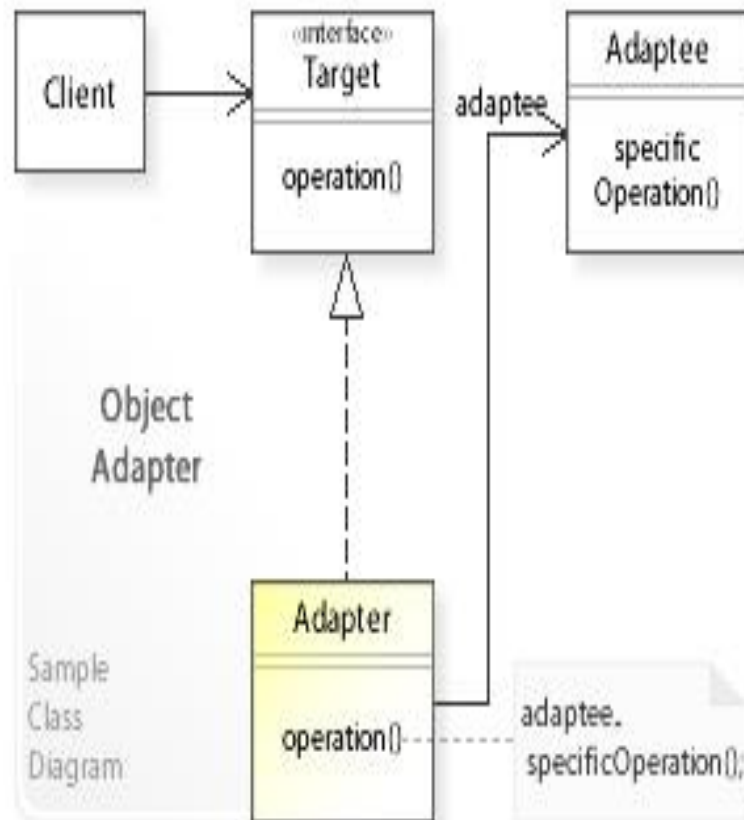 Client
«interface»
Target
operation()
adaptee
Adaptee
specific
Operation()
Object
Adapter
Sample
Class
Diagram
Adapter
operation()
adaptee.
specificOperation();